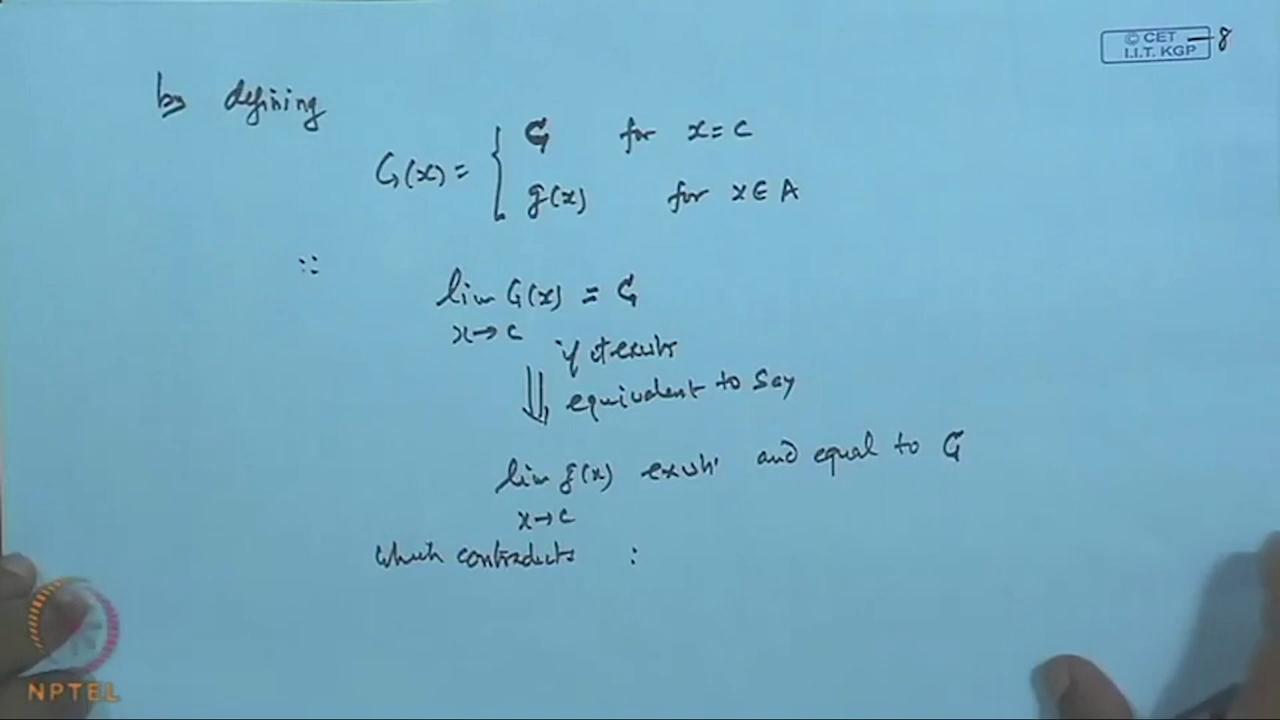 © CET
I.I.T. KGP — 8
by defining
G(x) = { G for x = c
g(x) for x ∈ A
∵
lim G(x) = G
x→c
if it exists
⇓ equivalent to say
lim g(x) exists and equal to G
x→c
which contradicts :
NPTEL